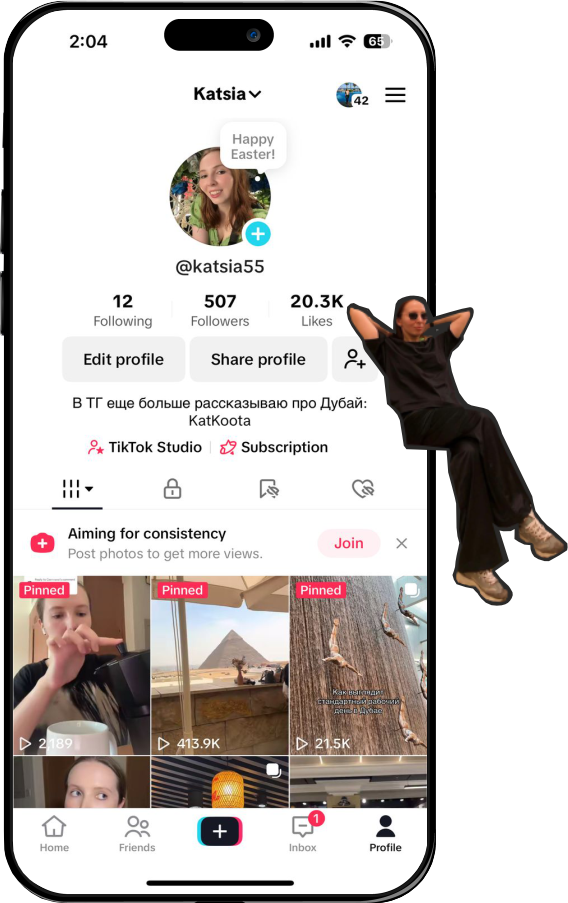 2:04
65
Katsia
42
Happy
Easter!
@katsia55
12 507 20.3K
Following Followers Likes
Edit profile Share profile
В ТГ еще больше рассказываю про Дубай:
KatKoota
TikTok Studio Subscription
Aiming for consistency
Post photos to get more views.
Join
Pinned Pinned Pinned
Как выглядит
стандартный рабочий
день в Дубае
2,189 413.9K 21.5K
1
Home Friends Inbox Profile